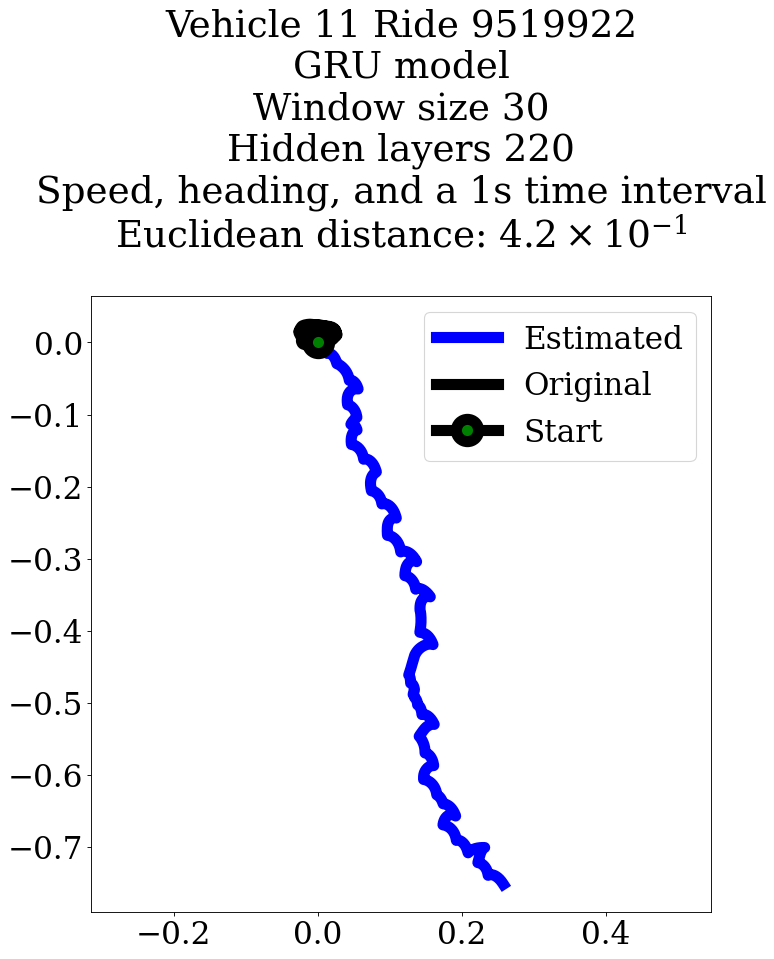 Vehicle 11 Ride 9519922
GRU model
Window size 30
Hidden layers 220
Speed, heading, and a 1s time interval
Euclidean distance: 4.2 × 10⁻¹
Estimated
Original
Start
0.0
−0.1
−0.2
−0.3
−0.4
−0.5
−0.6
−0.7
−0.2
0.0
0.2
0.4